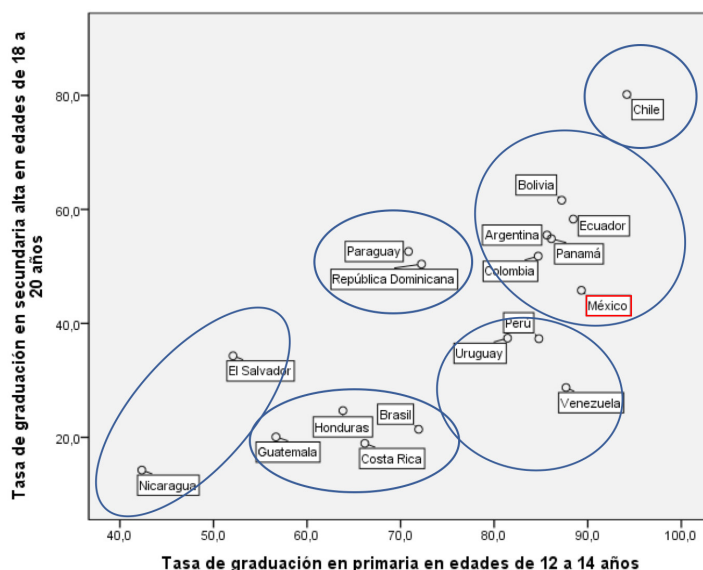 Tasa de graduación en secundaria alta en edades de 18 a
20 años
80,0
60,0
40,0
20,0
Chile
Bolivia
Ecuador
Argentina
Panamá
Colombia
Paraguay
República Dominicana
México
Perú
Uruguay
Venezuela
El Salvador
Brasil
Honduras
Guatemala
Costa Rica
Nicaragua
40,0
50,0
60,0
70,0
80,0
90,0
100,0
Tasa de graduación en primaria en edades de 12 a 14 años